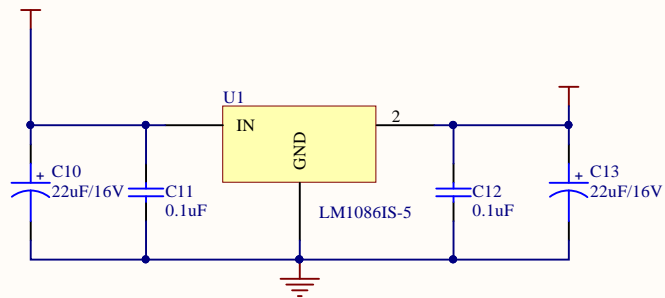 U1
IN
2
GND
+
C10
22uF/16V
C11
0.1uF
LM1086IS-5
C12
0.1uF
+
C13
22uF/16V